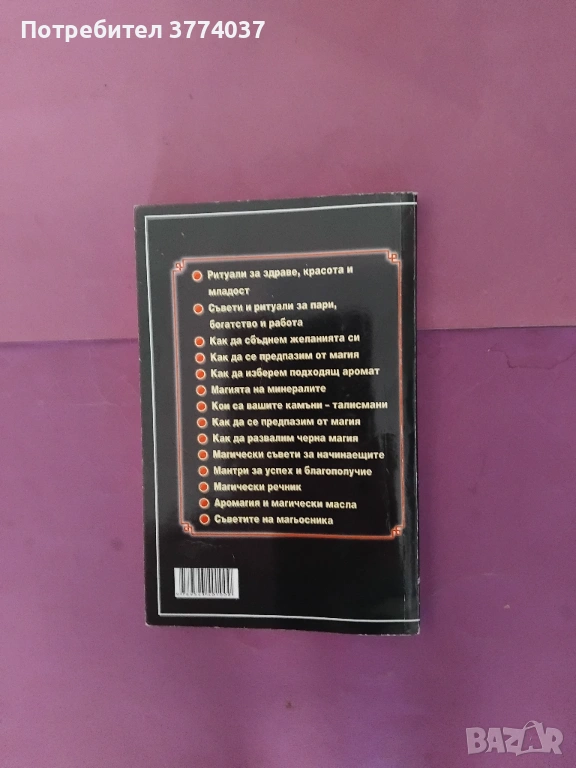 Потребител 3774037
Ритуали за здраве, красота и
младост
Съвети и ритуали за пари,
богатство и работа
Как да сбъднем желанията си
Как да се предпазим от магия
Как да изберем подходящ аромат
Магията на минералите
Кои са вашите камъни - талисмани
Как да се предпазим от магия
Как да развалим черна магия
Магически съвети за начинаещите
Мантри за успех и благополучие
Магически речник
Аромагия и магически масла
Съветите на магьосника
BAZAR